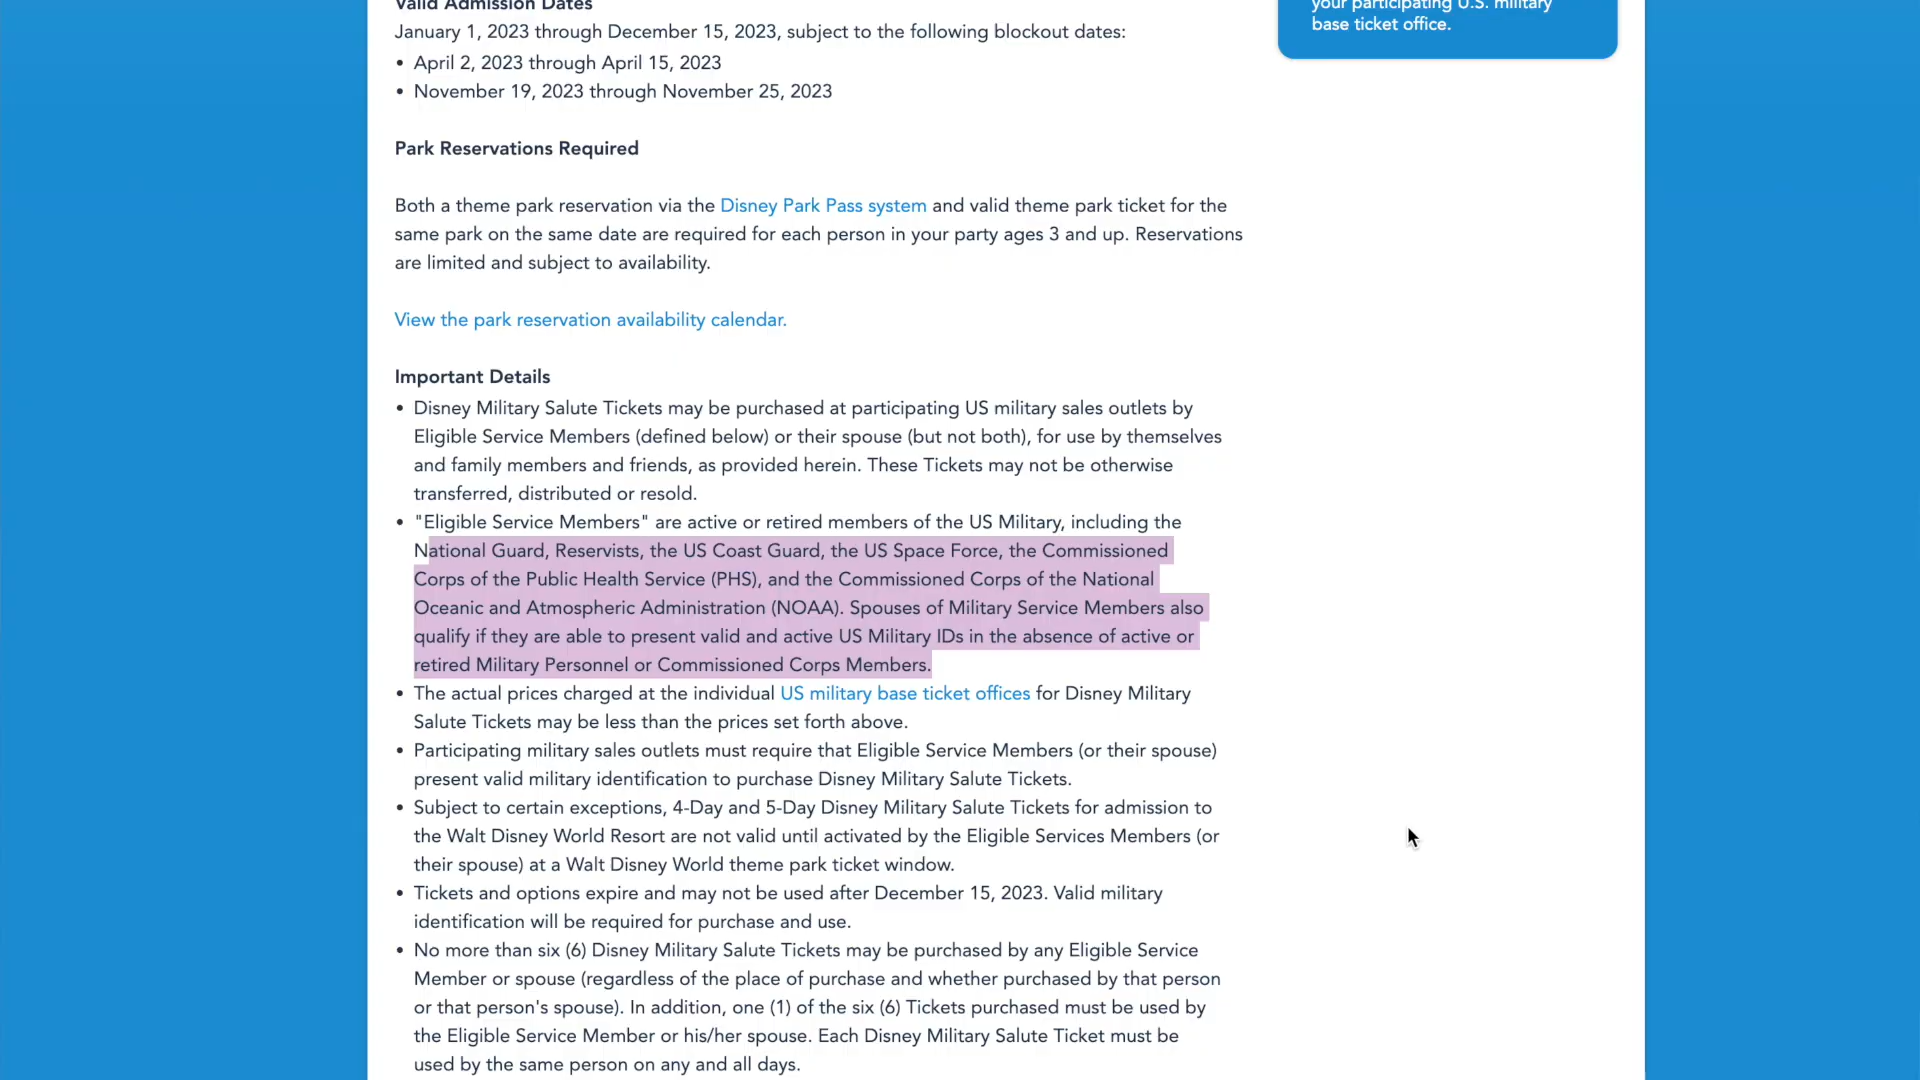 Valid Admission Dates
January 1, 2023 through December 15, 2023, subject to the following blockout dates:
• April 2, 2023 through April 15, 2023
• November 19, 2023 through November 25, 2023
Park Reservations Required
Both a theme park reservation via the Disney Park Pass system and valid theme park ticket for the
same park on the same date are required for each person in your party ages 3 and up. Reservations
are limited and subject to availability.
View the park reservation availability calendar.
Important Details
• Disney Military Salute Tickets may be purchased at participating US military sales outlets by
Eligible Service Members (defined below) or their spouse (but not both), for use by themselves
and family members and friends, as provided herein. These Tickets may not be otherwise
transferred, distributed or resold.
• "Eligible Service Members" are active or retired members of the US Military, including the
National Guard, Reservists, the US Coast Guard, the US Space Force, the Commissioned
Corps of the Public Health Service (PHS), and the Commissioned Corps of the National
Oceanic and Atmospheric Administration (NOAA). Spouses of Military Service Members also
qualify if they are able to present valid and active US Military IDs in the absence of active or
retired Military Personnel or Commissioned Corps Members.
• The actual prices charged at the individual US military base ticket offices for Disney Military
Salute Tickets may be less than the prices set forth above.
• Participating military sales outlets must require that Eligible Service Members (or their spouse)
present valid military identification to purchase Disney Military Salute Tickets.
• Subject to certain exceptions, 4-Day and 5-Day Disney Military Salute Tickets for admission to
the Walt Disney World Resort are not valid until activated by the Eligible Services Members (or
their spouse) at a Walt Disney World theme park ticket window.
• Tickets and options expire and may not be used after December 15, 2023. Valid military
identification will be required for purchase and use.
• No more than six (6) Disney Military Salute Tickets may be purchased by any Eligible Service
Member or spouse (regardless of the place of purchase and whether purchased by that person
or that person's spouse). In addition, one (1) of the six (6) Tickets purchased must be used by
the Eligible Service Member or his/her spouse. Each Disney Military Salute Ticket must be
used by the same person on any and all days.
your participating U.S. military
base ticket office.